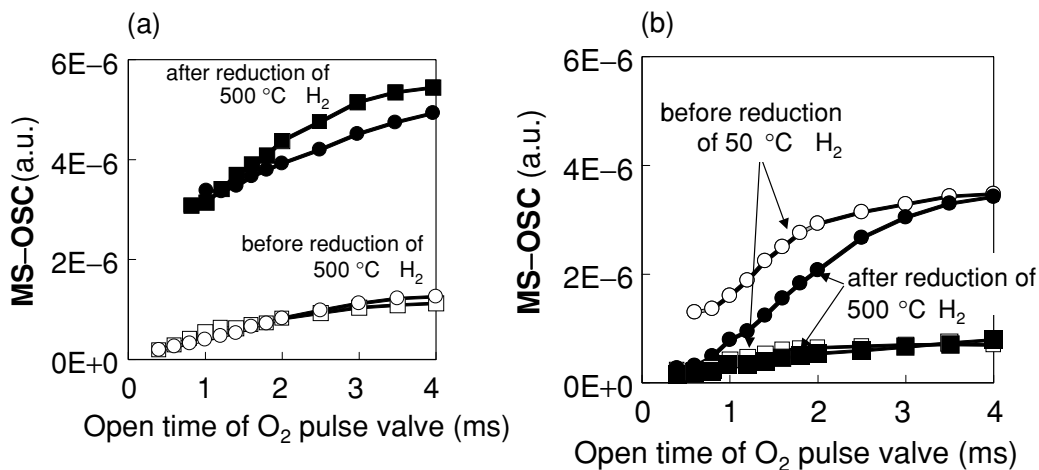 (a)
6E−6
4E−6
2E−6
0E+0
MS−OSC(a.u.)
after reduction of
500 °C H₂
before reduction of
500 °C H₂
0 1 2 3 4
Open time of O₂ pulse valve (ms)
(b)
6E−6
4E−6
2E−6
0E+0
MS−OSC (a.u.)
before reduction
of 50 °C H₂
after reduction of
500 °C H₂
0 1 2 3 4
Open time of O₂ pulse valve (ms)